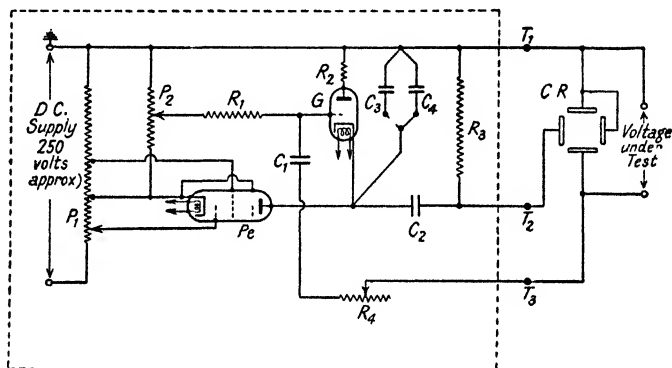 T1
P2
R1
R2
G
C3
C4
R3
C R
D. C.
Supply
250
volts
approx)
Voltage
under
Test
C1
P1
Pe
C2
T2
T3
R4